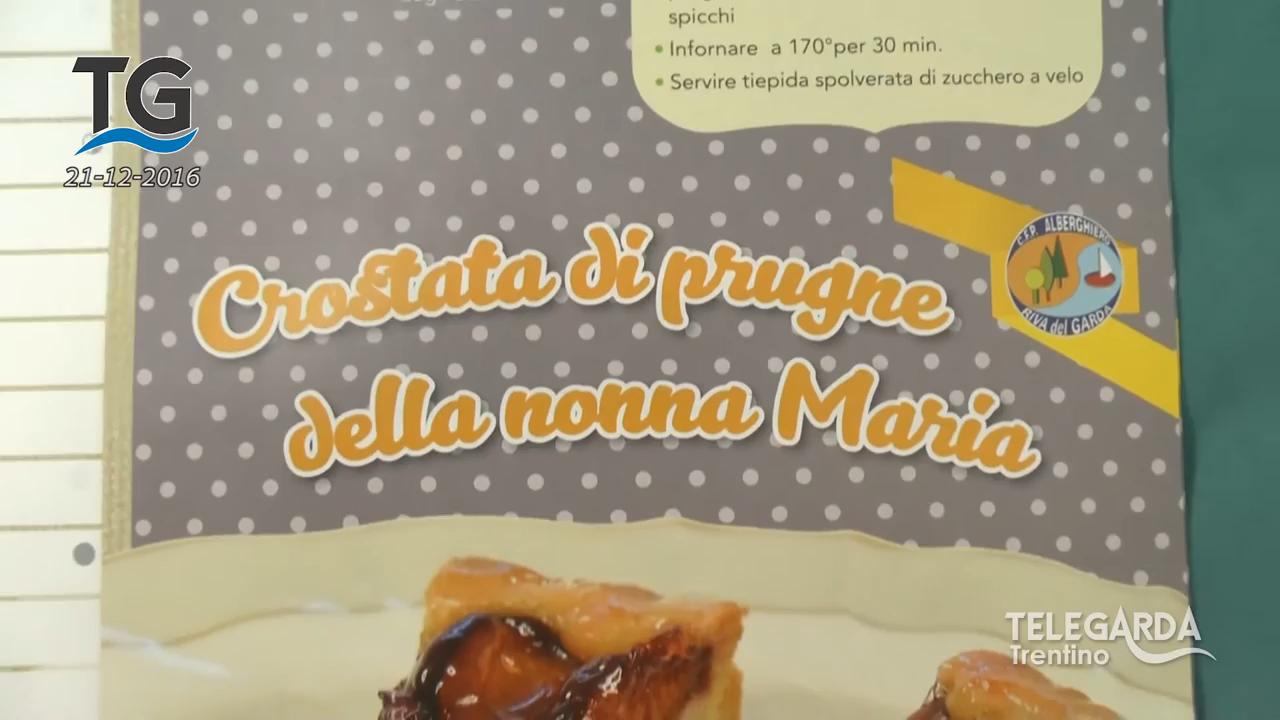 spicchi
• Infornare a 170°per 30 min.
• Servire tiepida spolverata di zucchero a velo
TG
21-12-2016
C.F.P. ALBERGHIERO
RIVA del GARDA
Crostata di prugne
della nonna Maria
TELEGARDA
Trentino